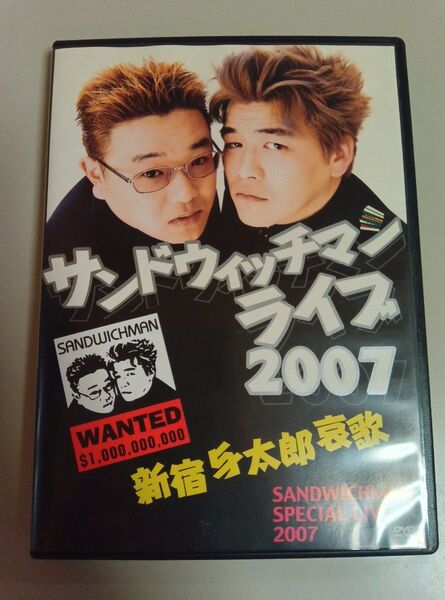 サンドウィッチマン
ライブ
2007
SANDWICHMAN
WANTED
$1,000,000,000
新宿与太郎哀歌
SANDWICHMAN
SPECIAL LIVE
2007
DVD